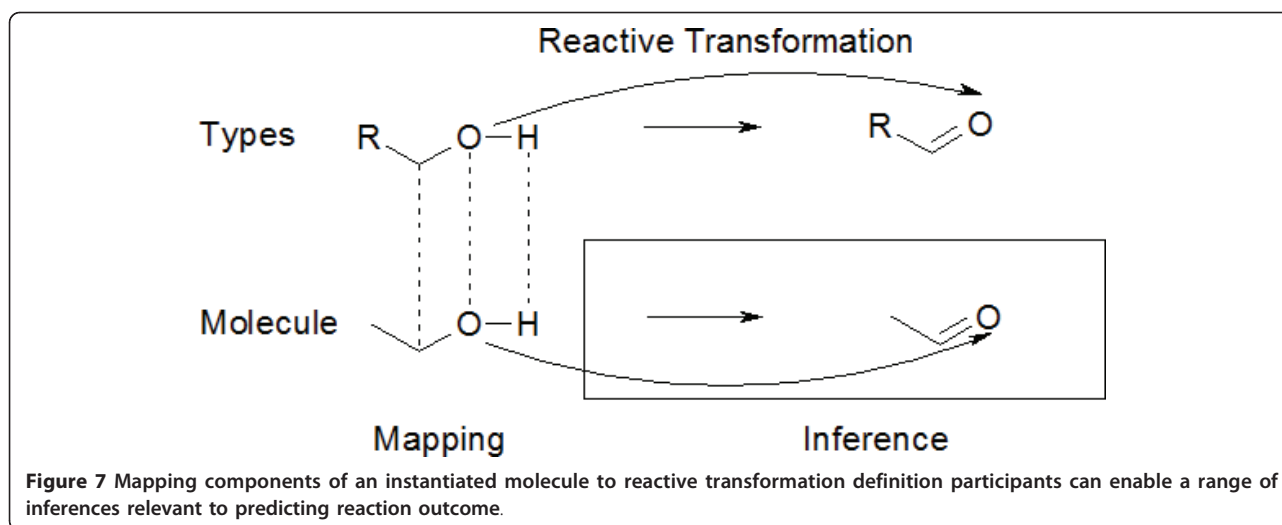 Reactive Transformation
Types R O H R O
Molecule O H O
Mapping Inference
Figure 7 Mapping components of an instantiated molecule to reactive transformation definition participants can enable a range of
inferences relevant to predicting reaction outcome.